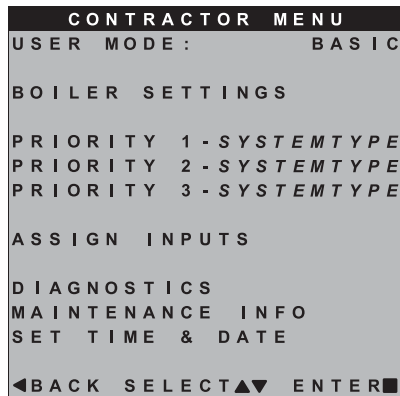 CONTRACTOR MENU
USER MODE: BASIC
BOILER SETTINGS
PRIORITY 1-SYSTEMTYPE
PRIORITY 2-SYSTEMTYPE
PRIORITY 3-SYSTEMTYPE
ASSIGN INPUTS
DIAGNOSTICS
MAINTENANCE INFO
SET TIME & DATE
◀BACK SELECT▲▼ ENTER■